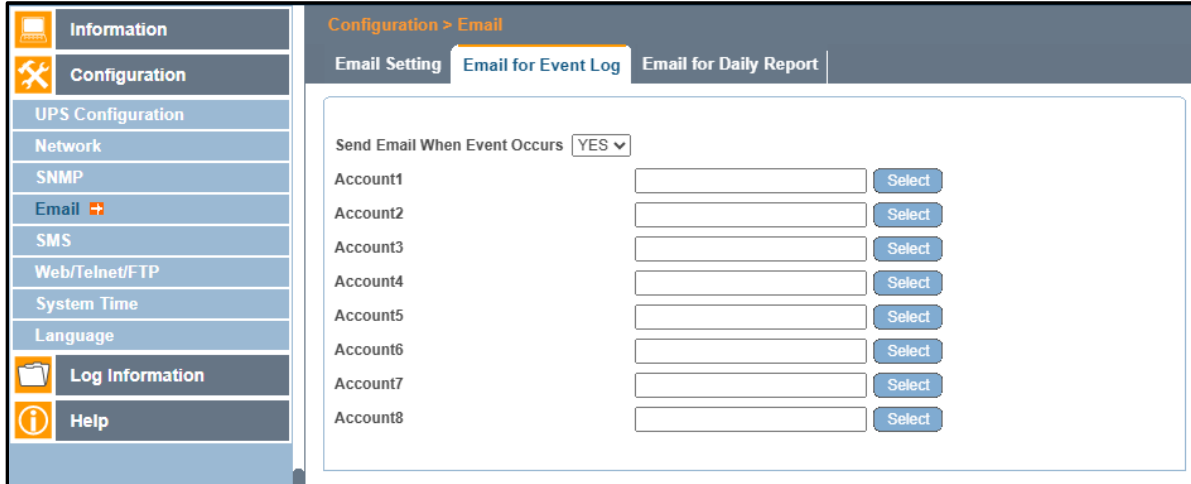 Information
Configuration
UPS Configuration
Network
SNMP
Email
SMS
Web/Telnet/FTP
System Time
Language
Log Information
Help
Configuration > Email
Email Setting Email for Event Log Email for Daily Report
Send Email When Event Occurs YES
Account1 Select
Account2 Select
Account3 Select
Account4 Select
Account5 Select
Account6 Select
Account7 Select
Account8 Select